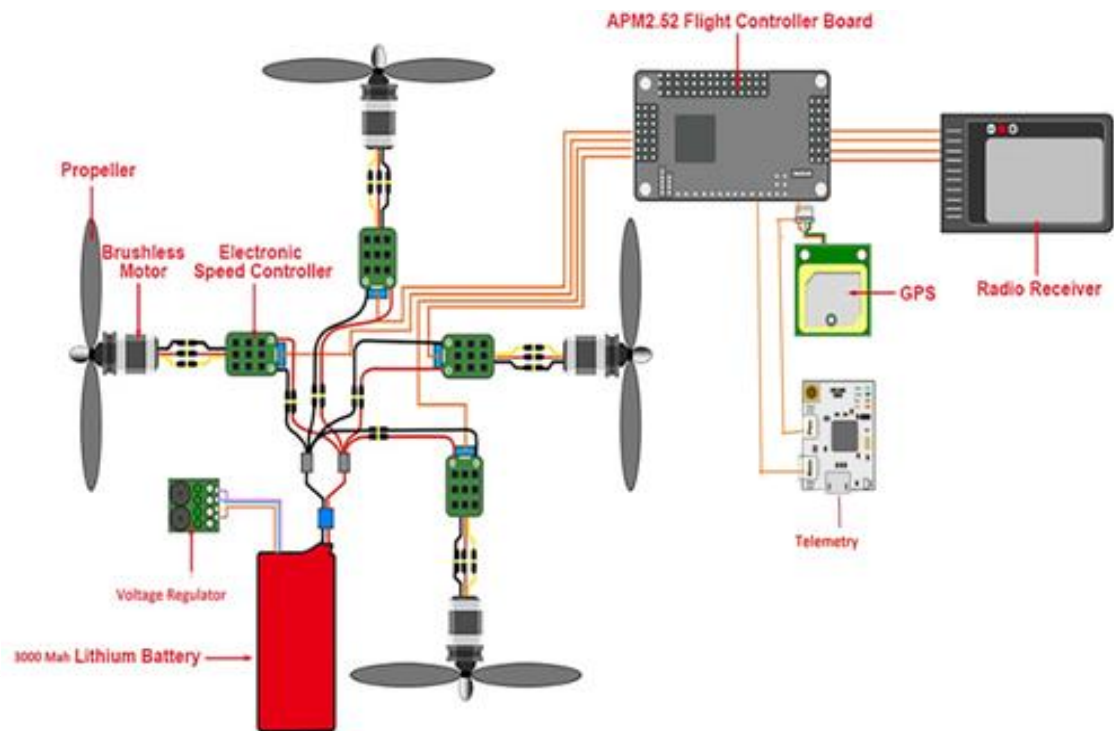 APM2.52 Flight Controller Board
Propeller
Brushless
Motor
Electronic
Speed Controller
GPS
Radio Receiver
Telemetry
Voltage Regulator
3000 Mah Lithium Battery